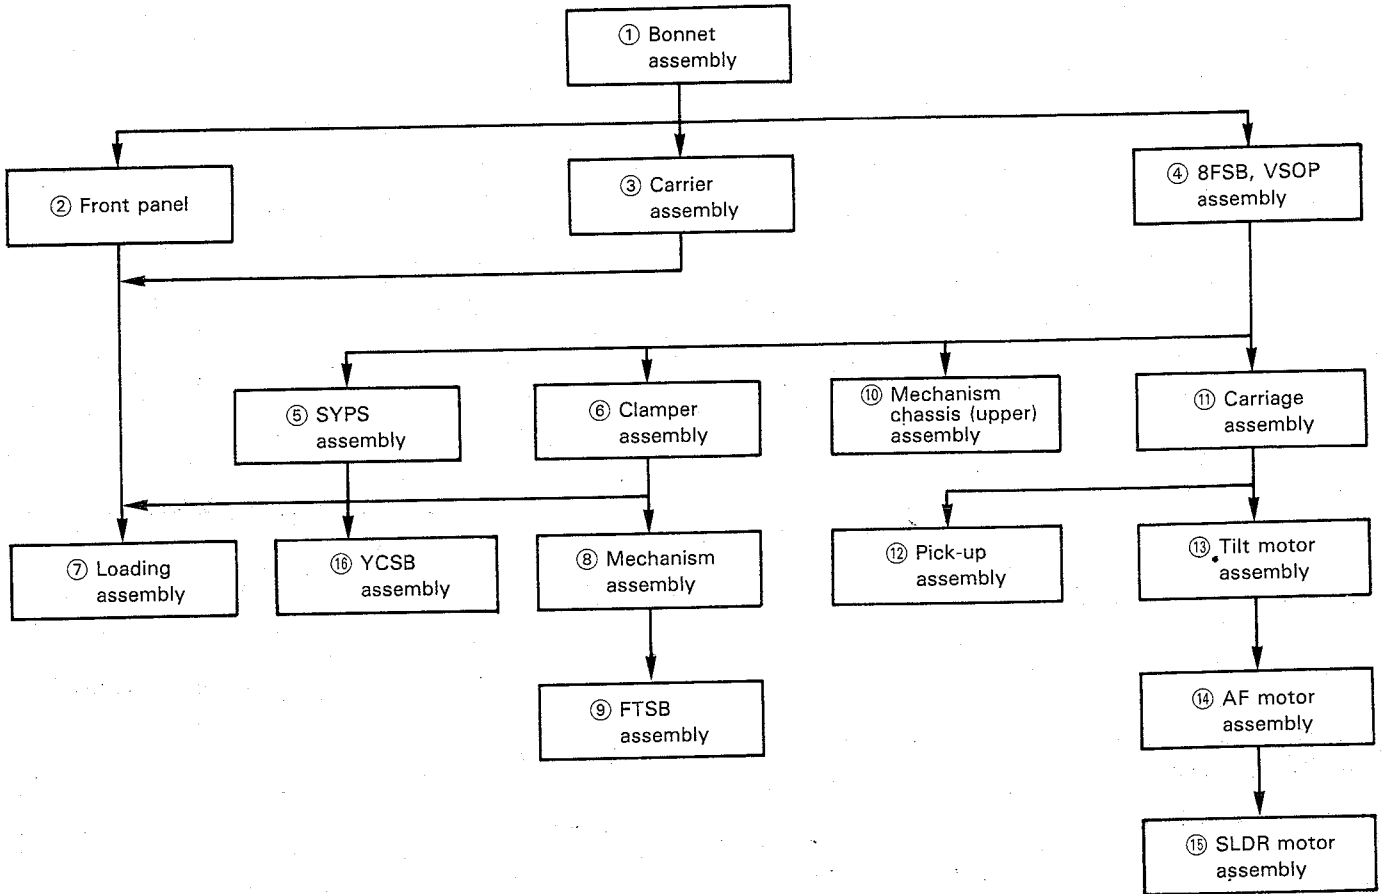 ① Bonnet
assembly
② Front panel
③ Carrier
assembly
④ 8FSB, VSOP
assembly
⑤ SYPS
assembly
⑥ Clamper
assembly
⑩ Mechanism
chassis (upper)
assembly
⑪ Carriage
assembly
⑦ Loading
assembly
⑯ YCSB
assembly
⑧ Mechanism
assembly
⑫ Pick-up
assembly
⑬ Tilt motor
assembly
⑨ FTSB
assembly
⑭ AF motor
assembly
⑮ SLDR motor
assembly